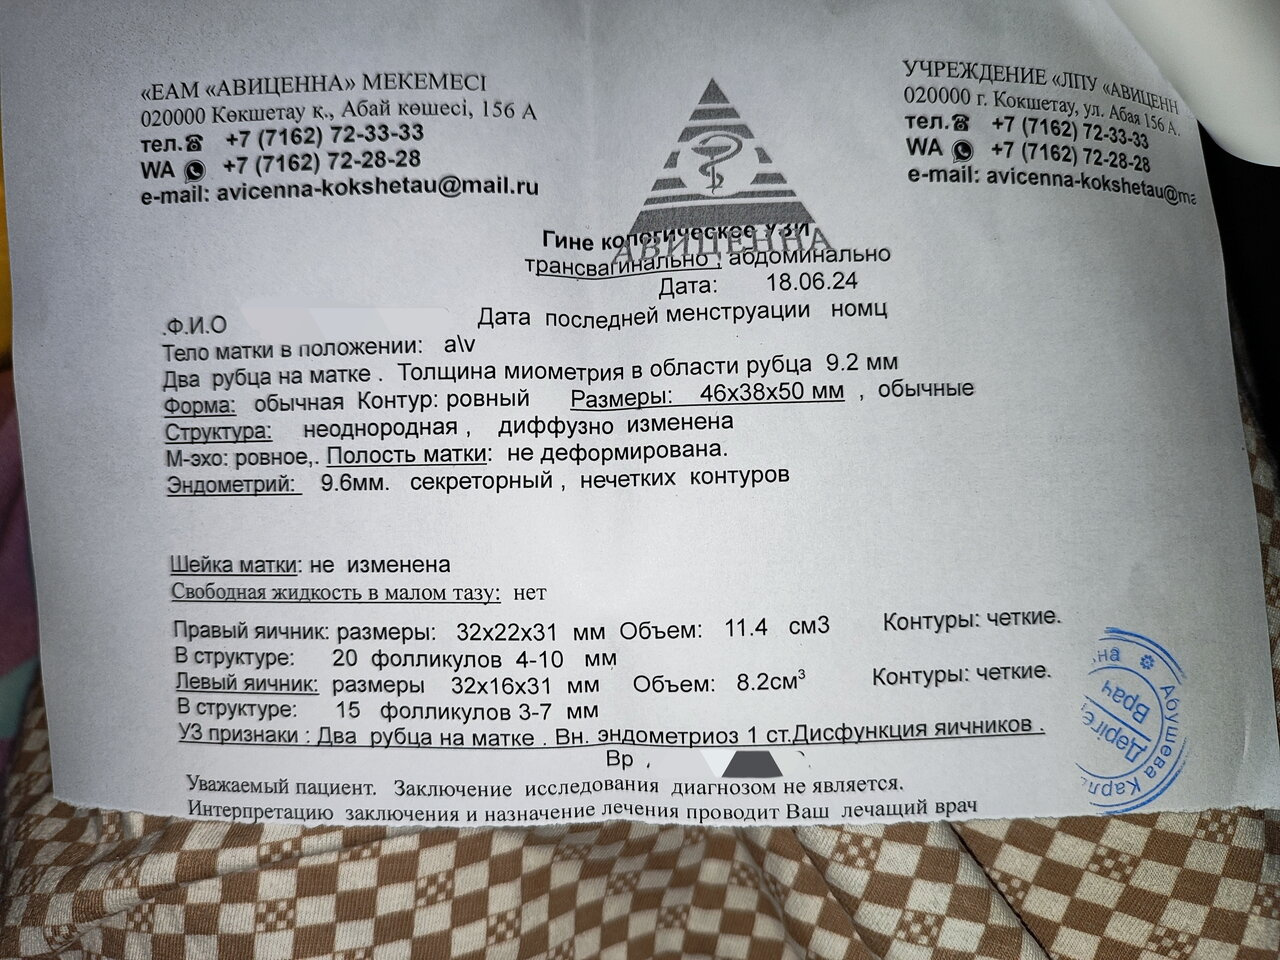 «ЕАМ «АВИЦЕННА» МЕКЕМЕСІ
020000 Көкшетау қ., Абай көшесі, 156 А
тел.☎ +7 (7162) 72-33-33
WA +7 (7162) 72-28-28
e-mail: avicenna-kokshetau@mail.ru
УЧРЕЖДЕНИЕ «ЛПУ «АВИЦЕНН
020000 г. Кокшетау, ул. Абая 156 А.
тел.☎ +7 (7162) 72-33-33
WA +7 (7162) 72-28-28
e-mail: avicenna-kokshetau@ma
АВИЦЕННА
Гине кологическое УЗИ
трансвагинально , абдоминально
Дата: 18.06.24
.Ф.И.О Дата последней менструации номц
Тело матки в положении: a\v
Два рубца на матке . Толщина миометрия в области рубца 9.2 мм
Форма: обычная Контур: ровный Размеры: 46х38х50 мм , обычные
Структура: неоднородная , диффузно изменена
М-эхо: ровное,. Полость матки: не деформирована.
Эндометрий: 9.6мм. секреторный , нечетких контуров
Шейка матки: не изменена
Свободная жидкость в малом тазу: нет
Правый яичник: размеры: 32х22х31 мм Объем: 11.4 см3 Контуры: четкие.
В структуре: 20 фолликулов 4-10 мм
Левый яичник: размеры 32х16х31 мм Объем: 8.2см³ Контуры: четкие.
В структуре: 15 фолликулов 3-7 мм
УЗ признаки : Два рубца на матке . Вн. эндометриоз 1 ст.Дисфункция яичников .
Вр
Уважаемый пациент. Заключение исследования диагнозом не является.
Интерпретацию заключения и назначение лечения проводит Ваш лечащий врач
Абушева Карл
на
Врач
Дәріге